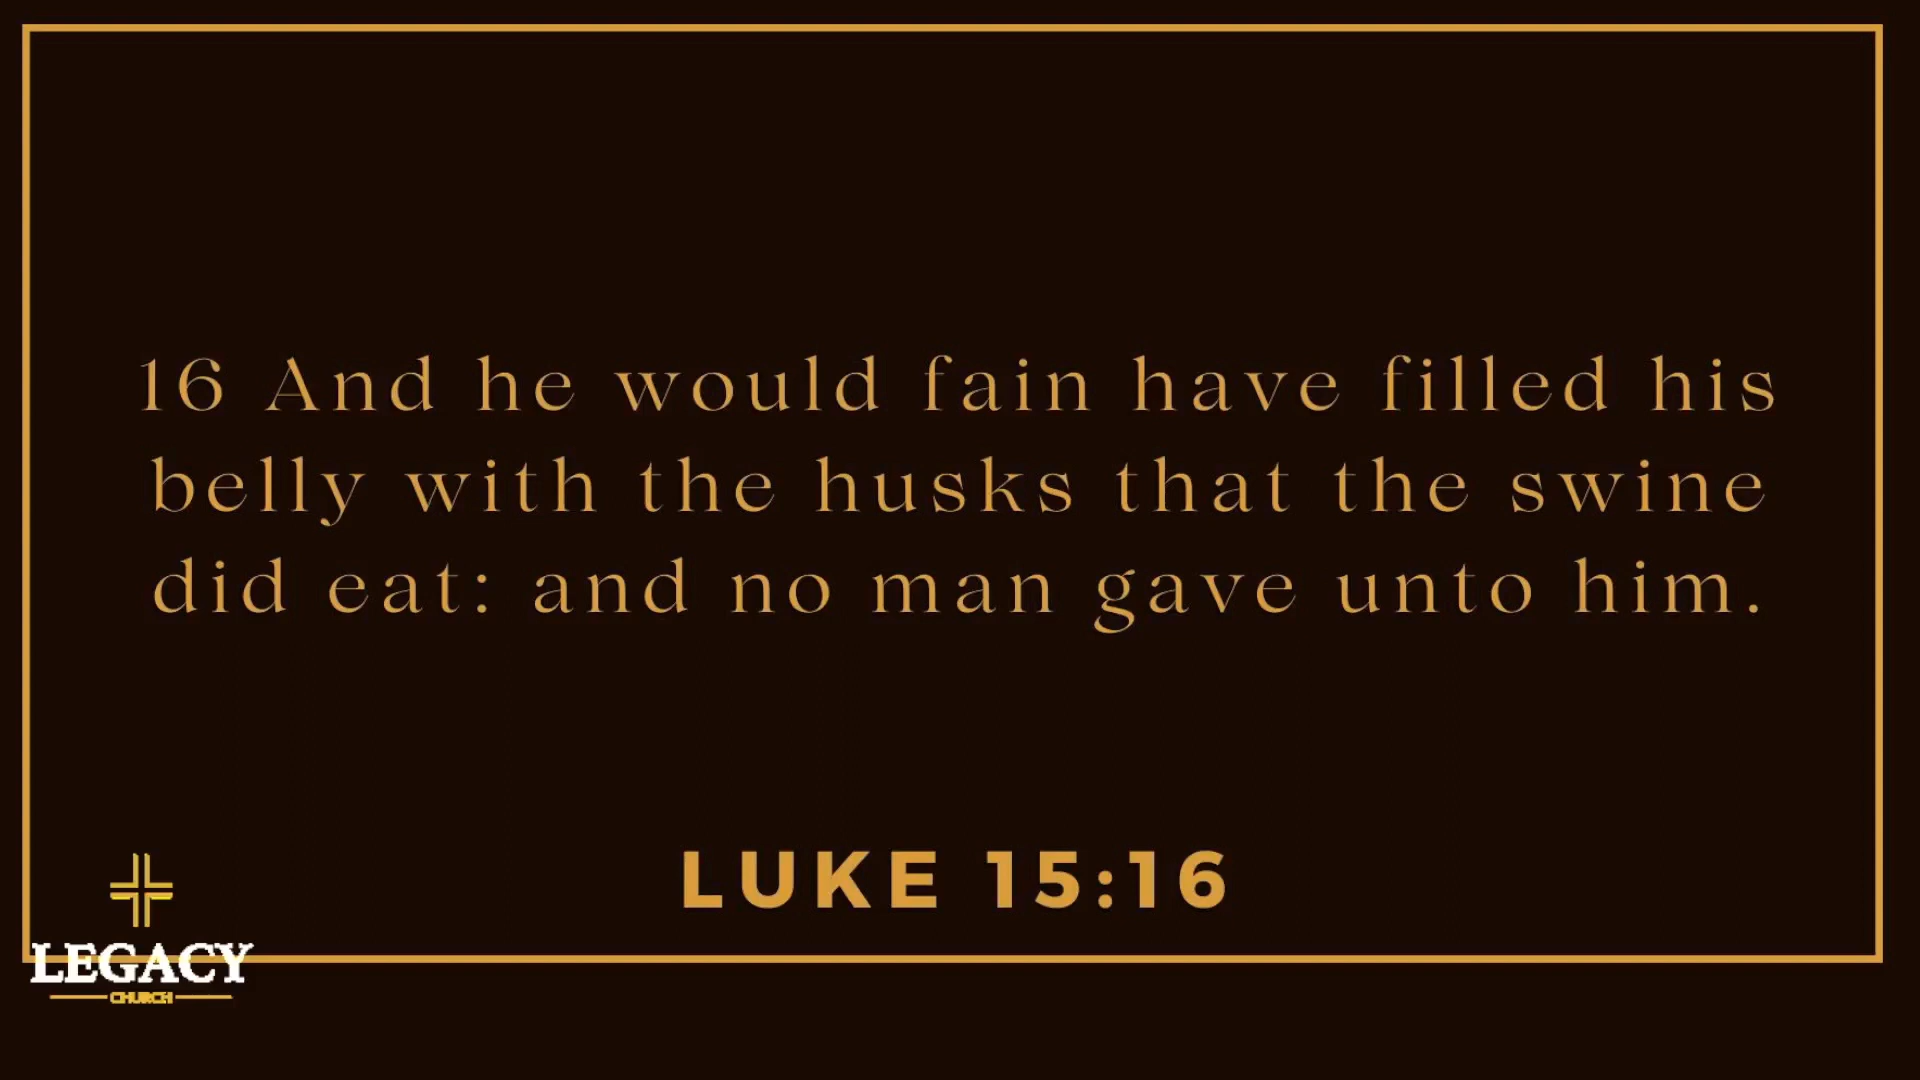 16 And he would fain have filled his
belly with the husks that the swine
did eat: and no man gave unto him.
LUKE 15:16
LEGACY
CHURCH